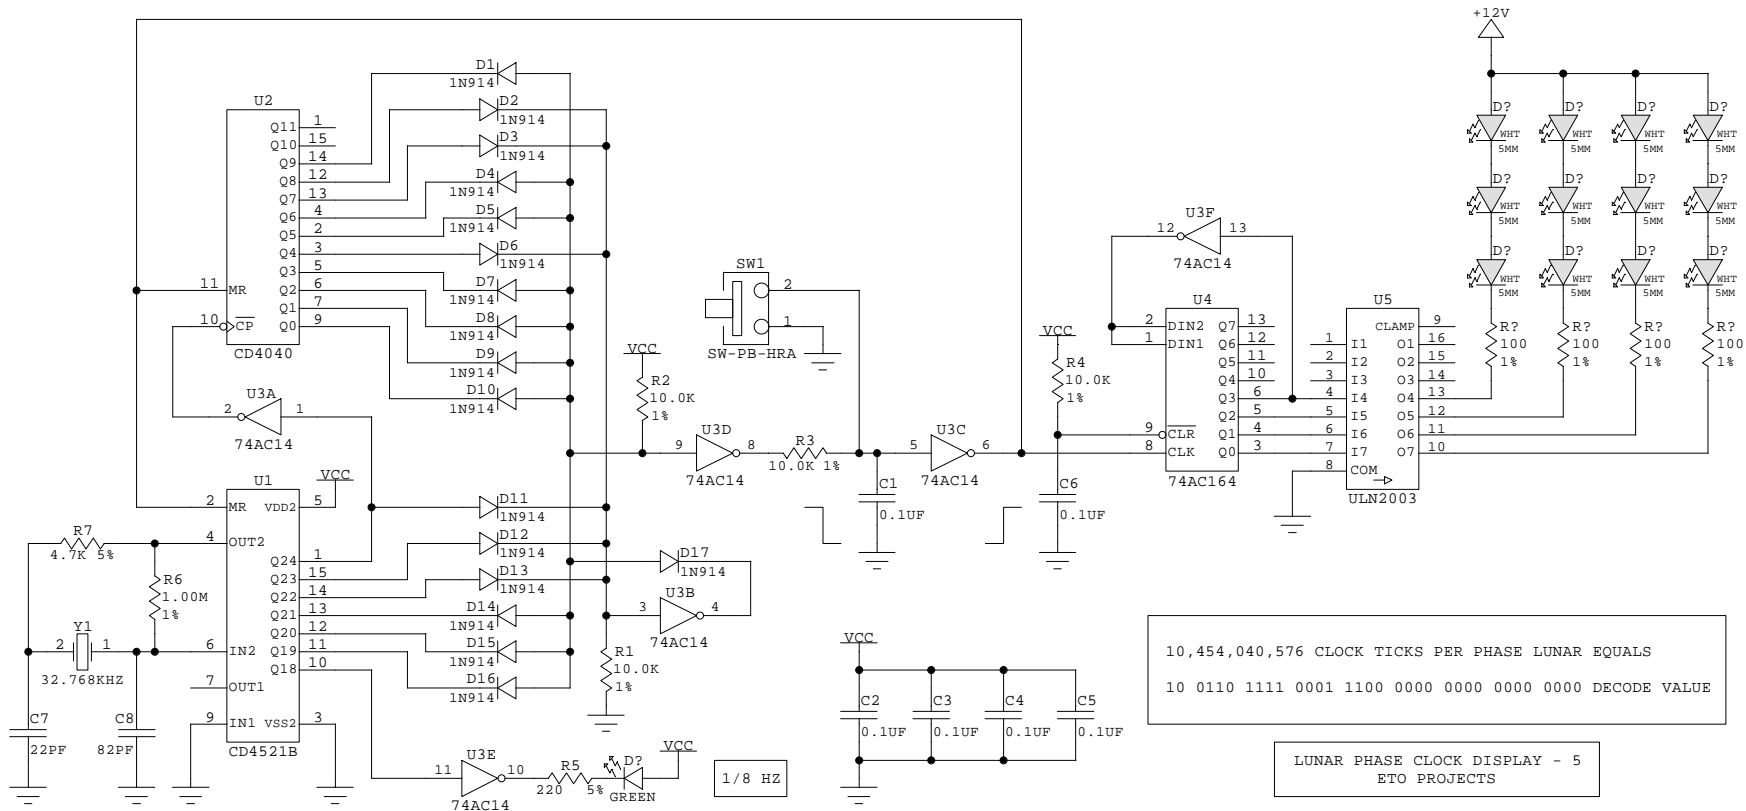 +12V
D1
1N914
D2
1N914
D3
1N914
D4
1N914
D5
1N914
D6
1N914
D7
1N914
D8
1N914
D9
1N914
D10
1N914
U2
Q11 1
Q10 15
Q9 14
Q8 12
Q7 13
Q6 4
Q5 2
Q4 3
Q3 5
Q2 6
Q1 7
Q0 9
11 MR
10 CP
CD4040
U3A
2 1
74AC14
U1
VCC
2 MR
VDD2 5
4 OUT2
Q24 1
Q23 15
Q22 14
Q21 13
Q20 12
Q19 11
Q18 10
6 IN2
7 OUT1
9 IN1
VSS2 3
CD4521B
R7
4.7K 5%
R6
1.00M
1%
Y1
2 1
32.768KHZ
C7
22PF
C8
82PF
D11
1N914
D12
1N914
D13
1N914
D14
1N914
D15
1N914
D16
1N914
D17
1N914
U3B
3 4
74AC14
R1
10.0K
1%
VCC
R2
10.0K
1%
U3D
9 8
74AC14
R3
10.0K 1%
SW1
2
1
SW-PB-HRA
C1
0.1UF
U3C
5 6
74AC14
VCC
R4
10.0K
1%
C6
0.1UF
U3F
12 13
74AC14
U4
2 DIN2
1 DIN1
Q7 13
Q6 12
Q5 11
Q4 10
Q3 6
Q2 5
Q1 4
Q0 3
9 CLR
8 CLK
74AC164
U5
CLAMP 9
1 I1 O1 16
2 I2 O2 15
3 I3 O3 14
4 I4 O4 13
5 I5 O5 12
6 I6 O6 11
7 I7 O7 10
8 COM
ULN2003
D? D? D? D?
WHT WHT WHT WHT
5MM 5MM 5MM 5MM
D? D? D? D?
WHT WHT WHT WHT
5MM 5MM 5MM 5MM
D? D? D? D?
WHT WHT WHT WHT
5MM 5MM 5MM 5MM
R? R? R? R?
100 100 100 100
1% 1% 1% 1%
U3E
11 10
74AC14
R5
220 5%
D?
GREEN
VCC
1/8 HZ
VCC
C2 C3 C4 C5
0.1UF 0.1UF 0.1UF 0.1UF
10,454,040,576 CLOCK TICKS PER PHASE LUNAR EQUALS
10 0110 1111 0001 1100 0000 0000 0000 0000 DECODE VALUE
LUNAR PHASE CLOCK DISPLAY - 5
ETO PROJECTS